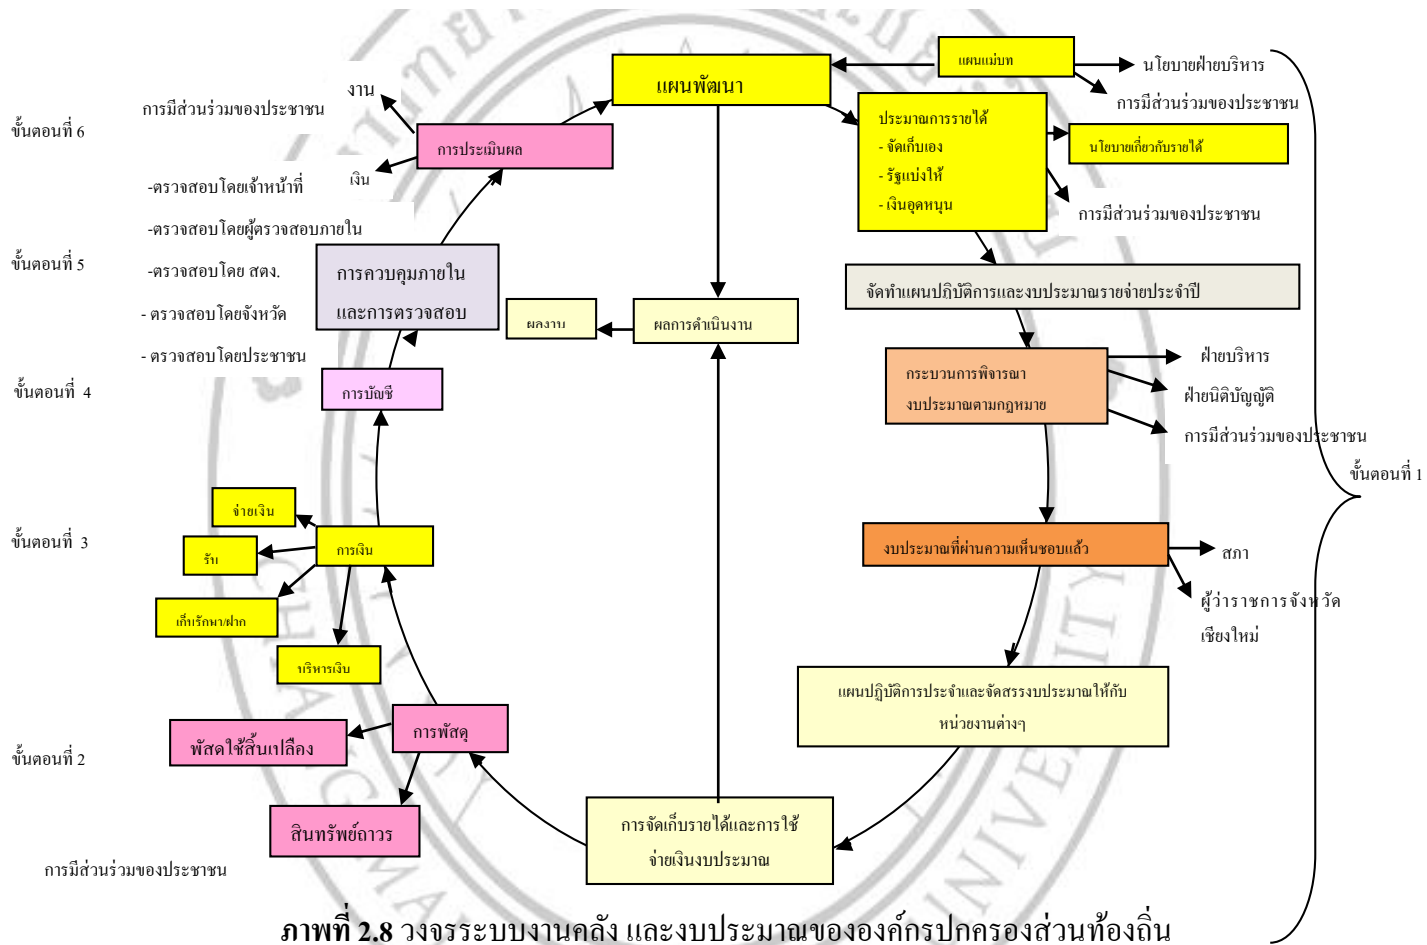 แผนพัฒนา
แผนแม่บท
นโยบายฝ่ายบริหาร
การมีส่วนร่วมของประชาชน
ประมาณการรายได้
- จัดเก็บเอง
- รัฐแบ่งให้
- เงินอุดหนุน
นโยบายเกี่ยวกับรายได้
การมีส่วนร่วมของประชาชน
จัดทำแผนปฏิบัติการและงบประมาณรายจ่ายประจำปี
กระบวนการพิจารณา
งบประมาณตามกฎหมาย
ฝ่ายบริหาร
ฝ่ายนิติบัญญัติ
การมีส่วนร่วมของประชาชน
ขั้นตอนที่ 1
งบประมาณที่ผ่านความเห็นชอบแล้ว
สภา
ผู้ว่าราชการจังหวัด
เชียงใหม่
แผนปฏิบัติการประจำและจัดสรรงบประมาณให้กับ
หน่วยงานต่างๆ
การจัดเก็บรายได้และการใช้
จ่ายเงินงบประมาณ
ผลการดำเนินงาน
ผลงาน
ขั้นตอนที่ 6
การมีส่วนร่วมของประชาชน
งาน
การประเมินผล
เงิน
-ตรวจสอบโดยเจ้าหน้าที่
-ตรวจสอบโดยผู้ตรวจสอบภายใน
ขั้นตอนที่ 5
-ตรวจสอบโดย สตง.
- ตรวจสอบโดยจังหวัด
- ตรวจสอบโดยประชาชน
การควบคุมภายใน
และการตรวจสอบ
ขั้นตอนที่ 4
การบัญชี
ขั้นตอนที่ 3
จ่ายเงิน
รับ
การเงิน
เก็บรักษา/ฝาก
บริหารเงิน
ขั้นตอนที่ 2
การพัสดุ
พัสดุใช้สิ้นเปลือง
สินทรัพย์ถาวร
การมีส่วนร่วมของประชาชน
CHIANG MAI UNIVERSITY
ภาพที่ 2.8 วงจรระบบงานคลัง และงบประมาณขององค์กรปกครองส่วนท้องถิ่น